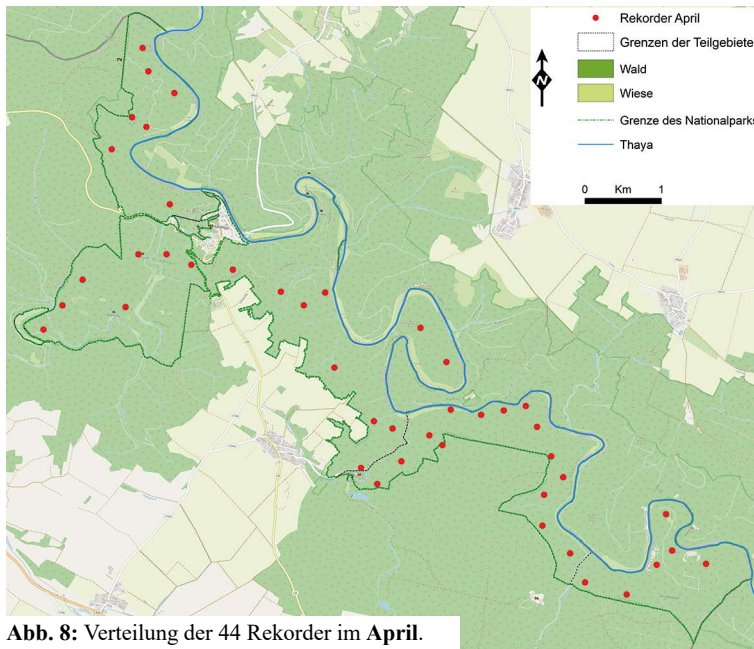 Rekorder April
Grenzen der Teilgebiete
Wald
Wiese
Grenze des Nationalparks
Thaya
N
0 Km 1
2
Abb. 8: Verteilung der 44 Rekorder im April.